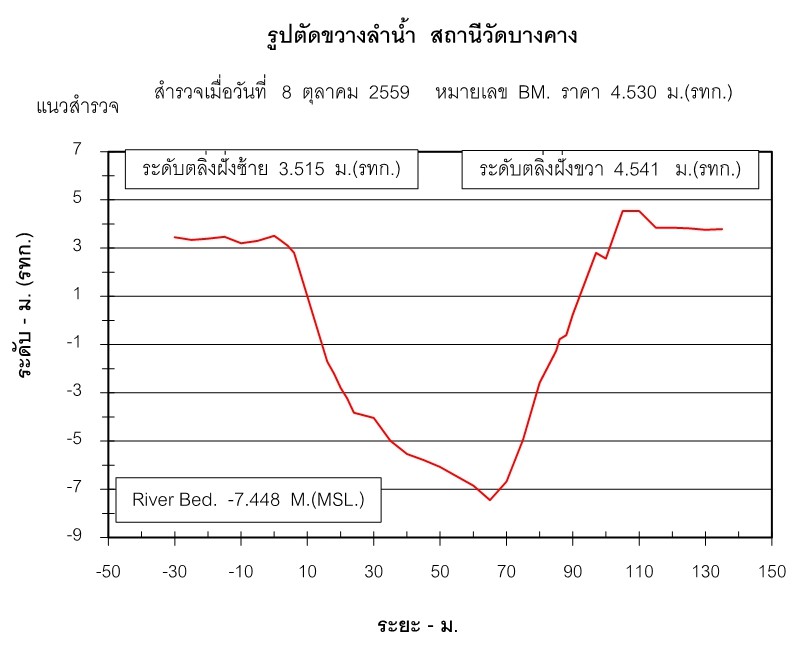 รูปตัดขวางลำน้ำ สถานีวัดบางคาง
สำรวจเมื่อวันที่ 8 ตุลาคม 2559 หมายเลข BM. ราคา 4.530 ม.(รทก.)
แนวสำรวจ
ระดับตลิ่งฝั่งซ้าย 3.515 ม.(รทก.)
ระดับตลิ่งฝั่งขวา 4.541 ม.(รทก.)
ระดับ - ม. (รทก.)
7
5
3
1
-1
-3
-5
-7
-9
River Bed. -7.448 M.(MSL.)
-50 -30 -10 10 30 50 70 90 110 130 150
ระยะ - ม.